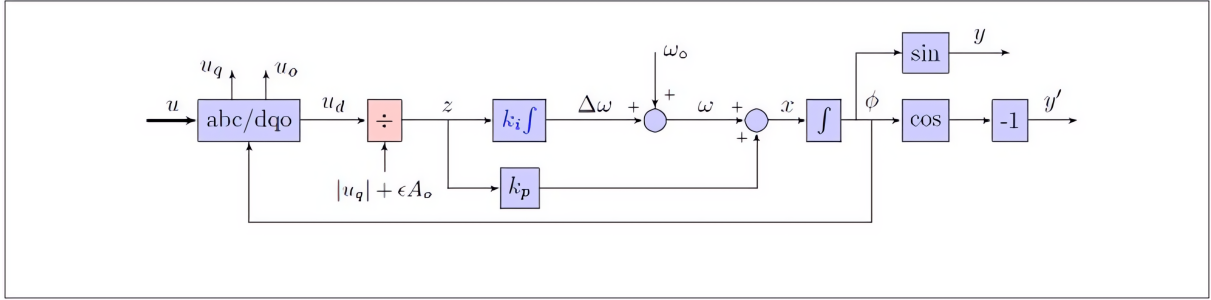 sin
y
u_q
u_o
ω_o
u
abc/dqo
u_d
÷
z
k_i∫
Δω
+
+
ω
+
+
x
∫
ϕ
cos
-1
y′
|u_q| + ϵA_o
k_p